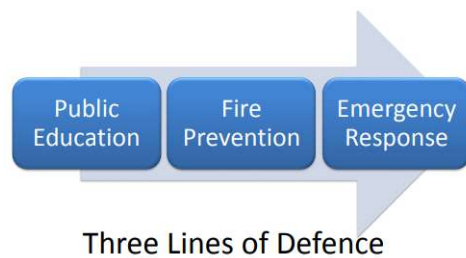 Public
Education
Fire
Prevention
Emergency
Response
Three Lines of Defence